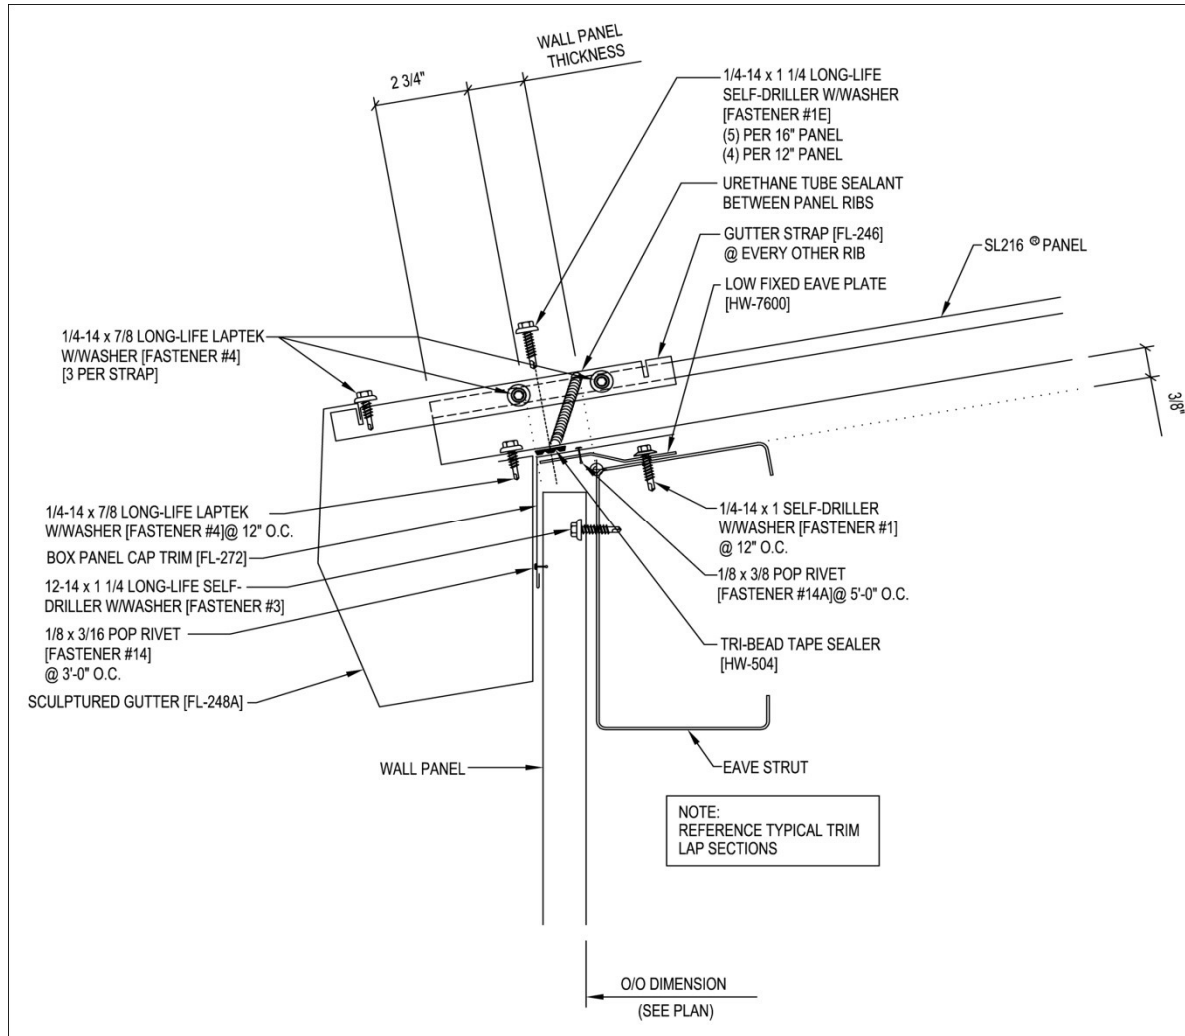 WALL PANEL
THICKNESS
2 3/4"
1/4-14 x 1 1/4 LONG-LIFE
SELF-DRILLER W/WASHER
[FASTENER #1E]
(5) PER 16" PANEL
(4) PER 12" PANEL
URETHANE TUBE SEALANT
BETWEEN PANEL RIBS
GUTTER STRAP [FL-246]
@ EVERY OTHER RIB
SL216 ® PANEL
LOW FIXED EAVE PLATE
[HW-7600]
1/4-14 x 7/8 LONG-LIFE LAPTEK
W/WASHER [FASTENER #4]
[3 PER STRAP]
3/8"
1/4-14 x 7/8 LONG-LIFE LAPTEK
W/WASHER [FASTENER #4]@ 12" O.C.
BOX PANEL CAP TRIM [FL-272]
12-14 x 1 1/4 LONG-LIFE SELF-
DRILLER W/WASHER [FASTENER #3]
1/8 x 3/16 POP RIVET
[FASTENER #14]
@ 3'-0" O.C.
SCULPTURED GUTTER [FL-248A]
1/4-14 x 1 SELF-DRILLER
W/WASHER [FASTENER #1]
@ 12" O.C.
1/8 x 3/8 POP RIVET
[FASTENER #14A]@ 5'-0" O.C.
TRI-BEAD TAPE SEALER
[HW-504]
WALL PANEL
EAVE STRUT
NOTE:
REFERENCE TYPICAL TRIM
LAP SECTIONS
O/O DIMENSION
(SEE PLAN)